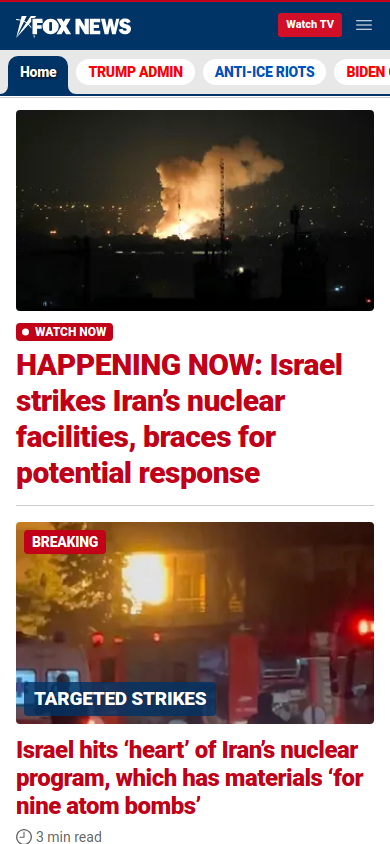 FOX NEWS
Watch TV
Home
TRUMP ADMIN
ANTI-ICE RIOTS
BIDEN
WATCH NOW
HAPPENING NOW: Israel
strikes Iran’s nuclear
facilities, braces for
potential response
BREAKING
TARGETED STRIKES
Israel hits ‘heart’ of Iran’s nuclear
program, which has materials ‘for
nine atom bombs’
3 min read